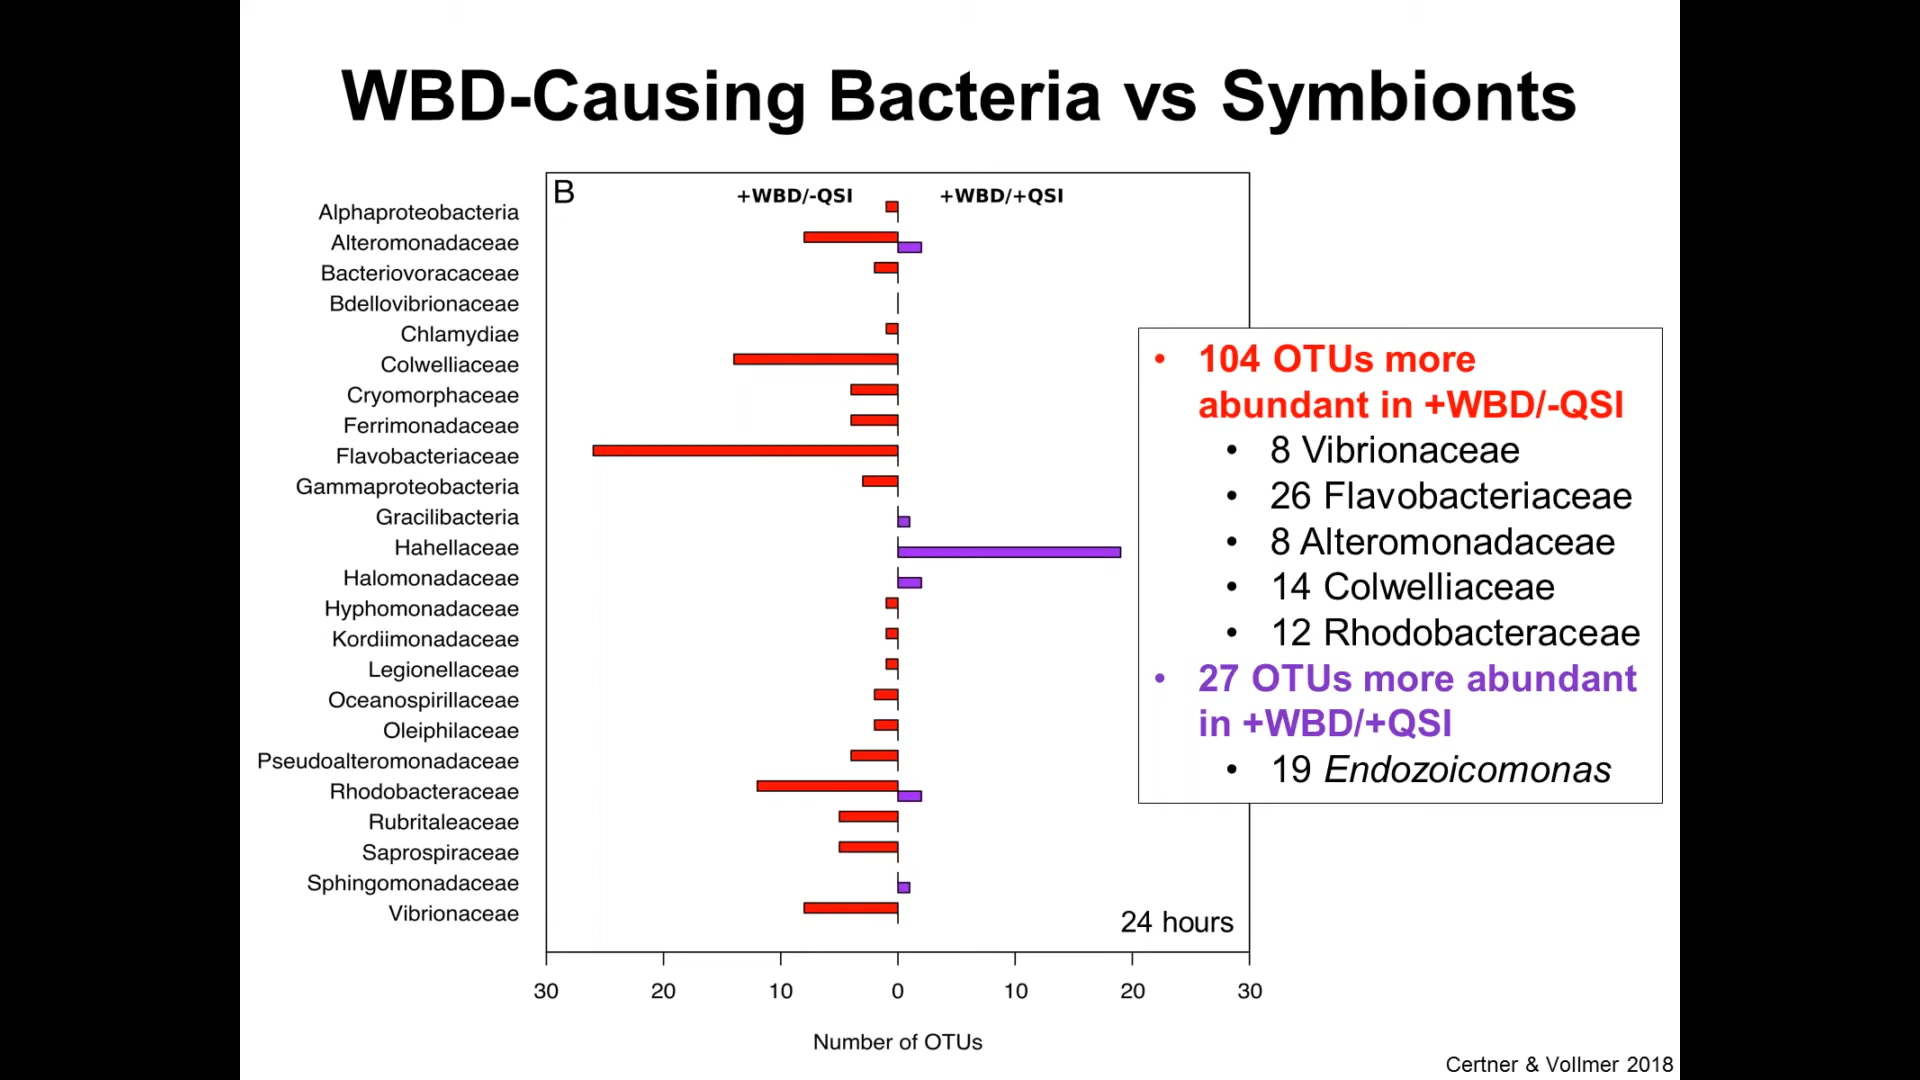 WBD-Causing Bacteria vs Symbionts
B
+WBD/-QSI
+WBD/+QSI
Alphaproteobacteria
Alteromonadaceae
Bacteriovoracaceae
Bdellovibrionaceae
Chlamydiae
Colwelliaceae
Cryomorphaceae
Ferrimonadaceae
Flavobacteriaceae
Gammaproteobacteria
Gracilibacteria
Hahellaceae
Halomonadaceae
Hyphomonadaceae
Kordiimonadaceae
Legionellaceae
Oceanospirillaceae
Oleiphilaceae
Pseudoalteromonadaceae
Rhodobacteraceae
Rubritaleaceae
Saprospiraceae
Sphingomonadaceae
Vibrionaceae
• 104 OTUs more
abundant in +WBD/-QSI
• 8 Vibrionaceae
• 26 Flavobacteriaceae
• 8 Alteromonadaceae
• 14 Colwelliaceae
• 12 Rhodobacteraceae
• 27 OTUs more abundant
in +WBD/+QSI
• 19 Endozoicomonas
24 hours
30 20 10 0 10 20 30
Number of OTUs
Certner & Vollmer 2018